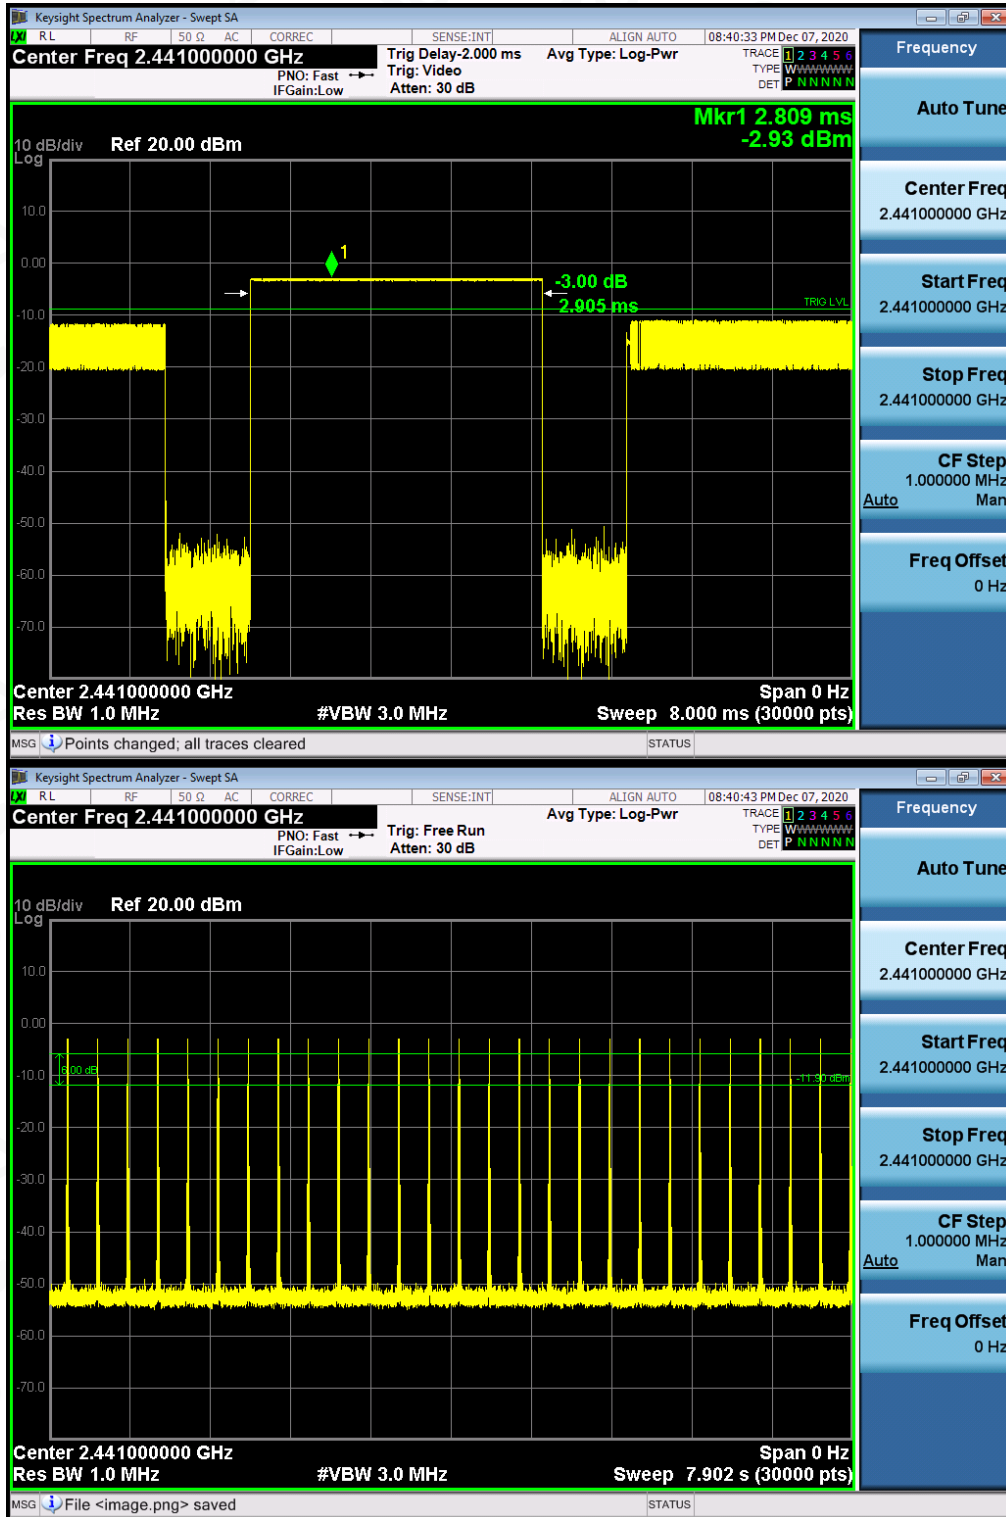 Keysight Spectrum Analyzer - Swept SA
LXI RL RF 50 Ω AC CORREC SENSE:INT ALIGN AUTO 08:40:33 PM Dec 07, 2020
Center Freq 2.441000000 GHz
PNO: Fast
IFGain:Low
Trig Delay-2.000 ms
Trig: Video
Atten: 30 dB
Avg Type: Log-Pwr
TRACE 1 2 3 4 5 6
TYPE WWWWWW
DET P N N N N N
Mkr1 2.809 ms
-2.93 dBm
10 dB/div Ref 20.00 dBm
Log
10.0
0.00
-10.0
-20.0
-30.0
-40.0
-50.0
-60.0
-70.0
1
-3.00 dB
2.905 ms
TRIG LVL
Center 2.441000000 GHz Span 0 Hz
Res BW 1.0 MHz #VBW 3.0 MHz Sweep 8.000 ms (30000 pts)
MSG Points changed; all traces cleared STATUS
Frequency
Auto Tune
Center Freq
2.441000000 GHz
Start Freq
2.441000000 GHz
Stop Freq
2.441000000 GHz
CF Step
1.000000 MHz
Auto Man
Freq Offset
0 Hz
Keysight Spectrum Analyzer - Swept SA
LXI RL RF 50 Ω AC CORREC SENSE:INT ALIGN AUTO 08:40:43 PM Dec 07, 2020
Center Freq 2.441000000 GHz
PNO: Fast
IFGain:Low
Trig: Free Run
Atten: 30 dB
Avg Type: Log-Pwr
TRACE 1 2 3 4 5 6
TYPE WWWWWW
DET P N N N N N
10 dB/div Ref 20.00 dBm
Log
10.0
0.00
-10.0
-20.0
-30.0
-40.0
-50.0
-60.0
-70.0
6.00 dB
-11.90 dBm
Center 2.441000000 GHz Span 0 Hz
Res BW 1.0 MHz #VBW 3.0 MHz Sweep 7.902 s (30000 pts)
MSG File <image.png> saved STATUS
Frequency
Auto Tune
Center Freq
2.441000000 GHz
Start Freq
2.441000000 GHz
Stop Freq
2.441000000 GHz
CF Step
1.000000 MHz
Auto Man
Freq Offset
0 Hz